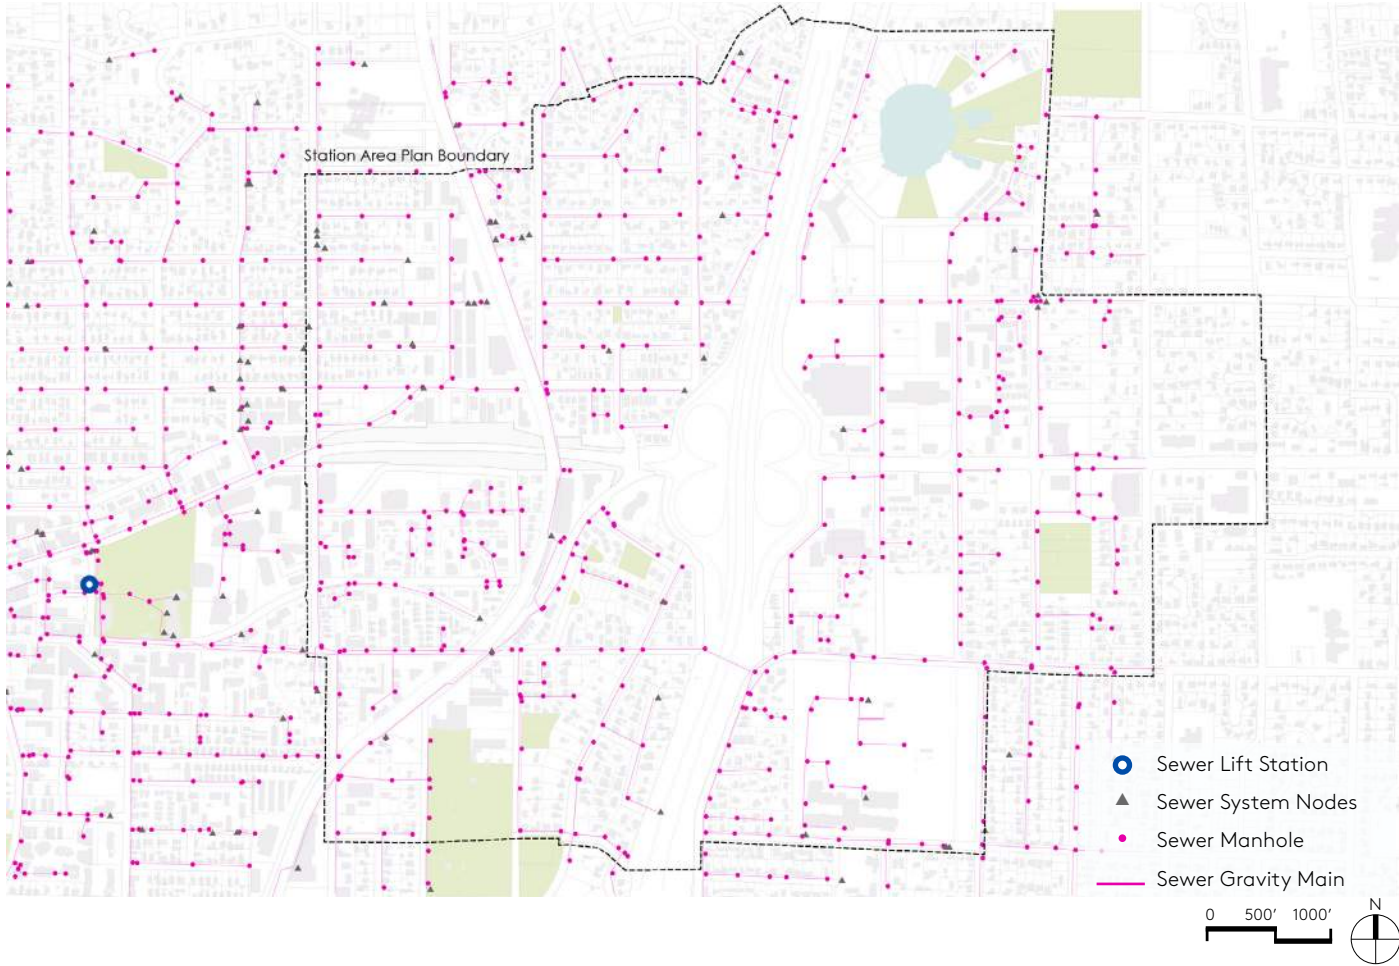 Station Area Plan Boundary
Sewer Lift Station
Sewer System Nodes
Sewer Manhole
Sewer Gravity Main
0 500' 1000'
N